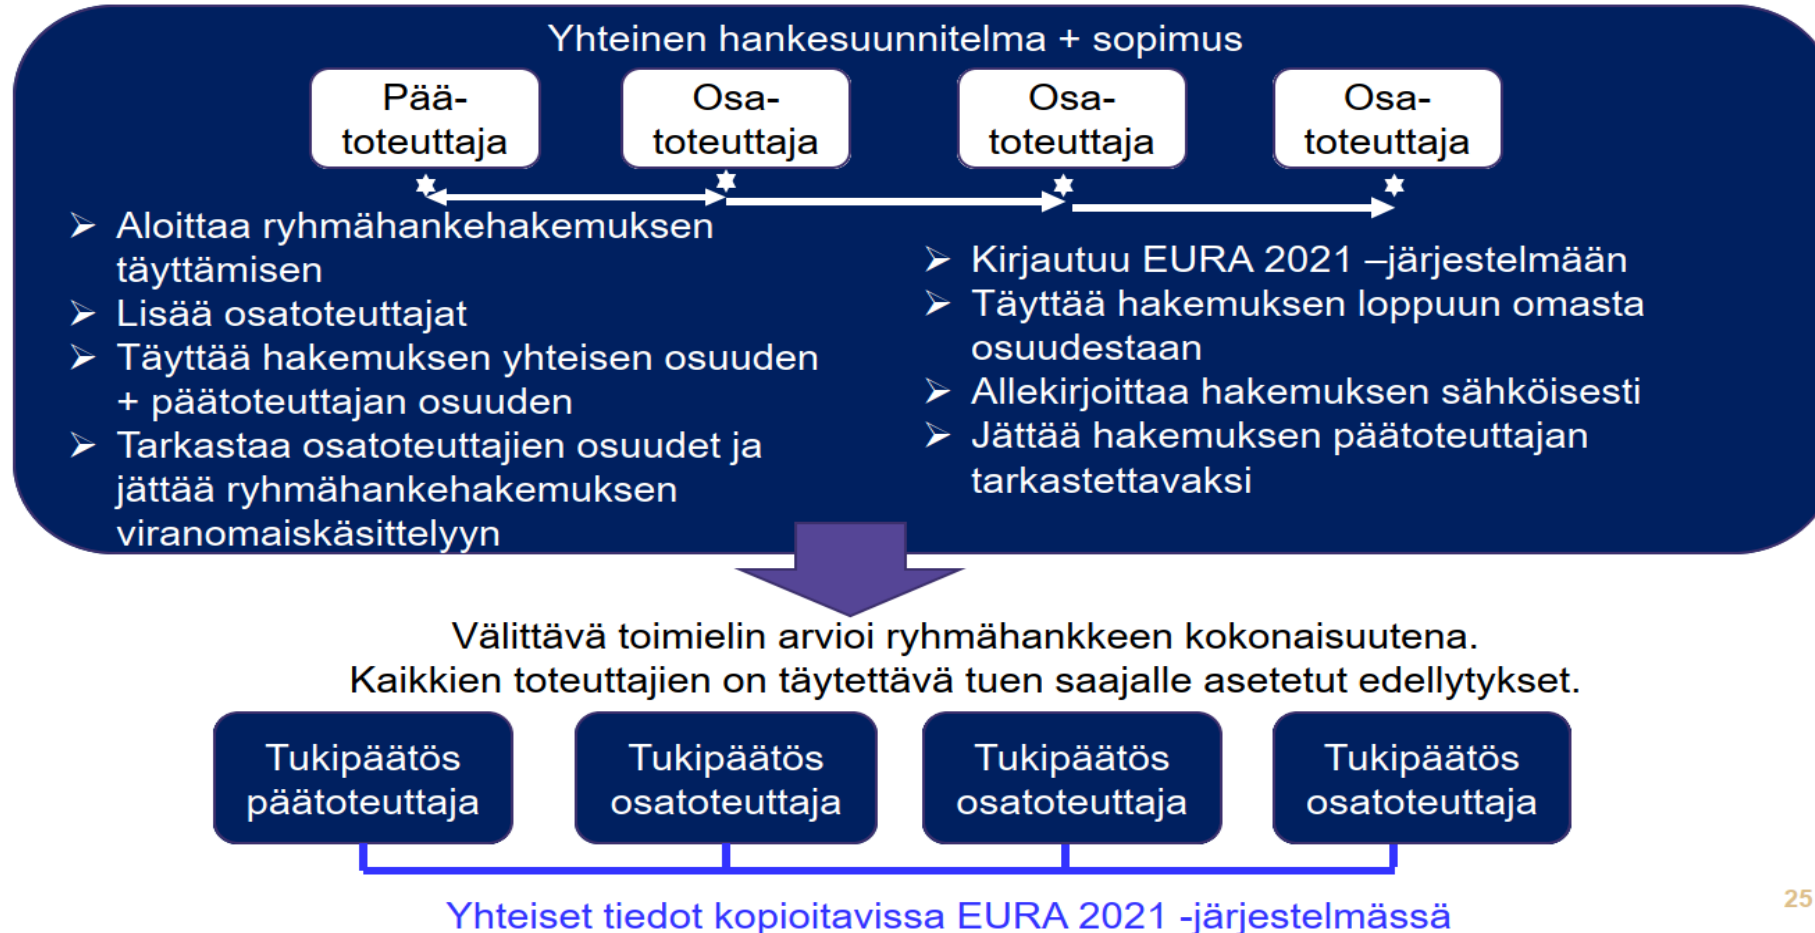 Yhteinen hankesuunnitelma + sopimus
Pää-
toteuttaja
Osa-
toteuttaja
Osa-
toteuttaja
Osa-
toteuttaja
➢ Aloittaa ryhmähankehakemuksen
täyttämisen
➢ Lisää osatoteuttajat
➢ Täyttää hakemuksen yhteisen osuuden
+ päätoteuttajan osuuden
➢ Tarkastaa osatoteuttajien osuudet ja
jättää ryhmähankehakemuksen
viranomaiskäsittelyyn
➢ Kirjautuu EURA 2021 –järjestelmään
➢ Täyttää hakemuksen loppuun omasta
osuudestaan
➢ Allekirjoittaa hakemuksen sähköisesti
➢ Jättää hakemuksen päätoteuttajan
tarkastettavaksi
Välittävä toimielin arvioi ryhmähankkeen kokonaisuutena.
Kaikkien toteuttajien on täytettävä tuen saajalle asetetut edellytykset.
Tukipäätös
päätoteuttaja
Tukipäätös
osatoteuttaja
Tukipäätös
osatoteuttaja
Tukipäätös
osatoteuttaja
Yhteiset tiedot kopioitavissa EURA 2021 -järjestelmässä
25